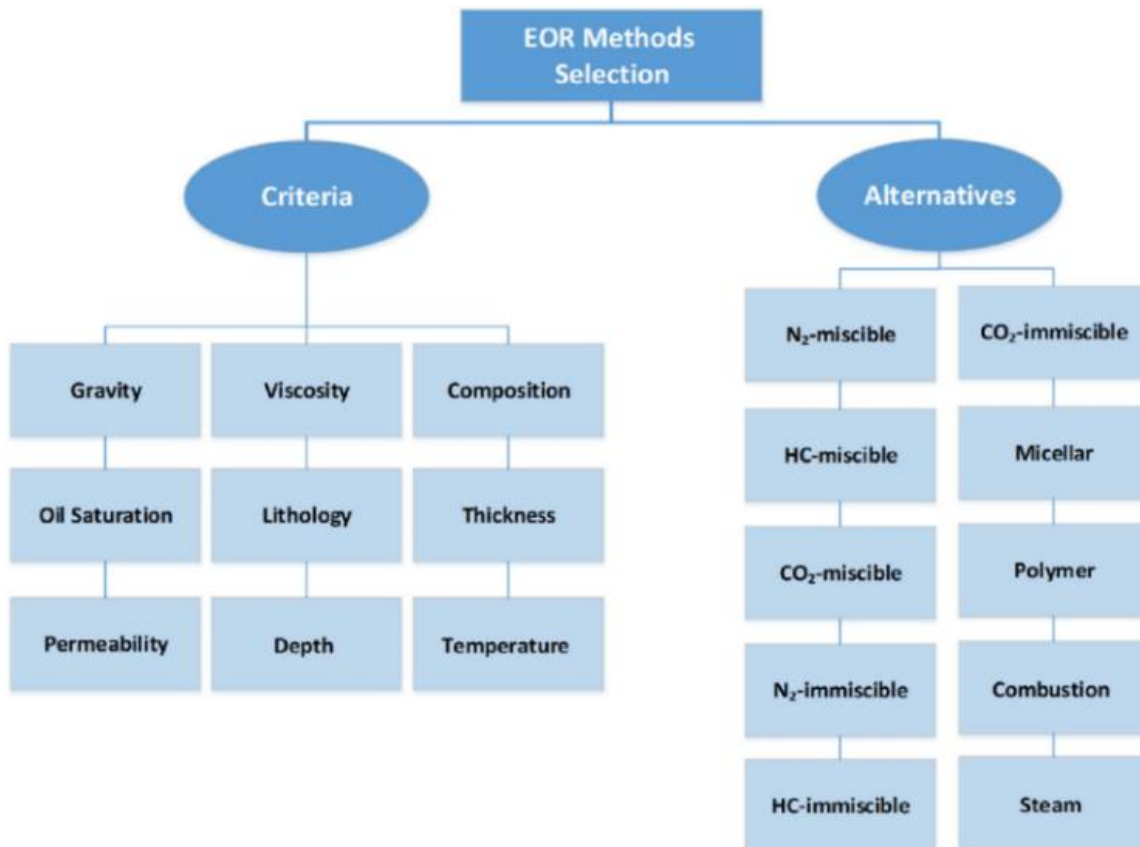 EOR Methods
Selection
Criteria
Alternatives
Gravity
Viscosity
Composition
Oil Saturation
Lithology
Thickness
Permeability
Depth
Temperature
N₂-miscible
CO₂-immiscible
HC-miscible
Micellar
CO₂-miscible
Polymer
N₂-immiscible
Combustion
HC-immiscible
Steam